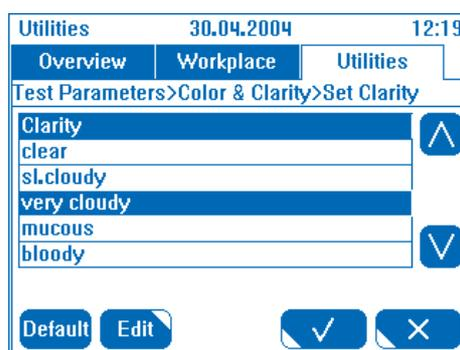 Utilities 30.04.2004 12:19
Overview Workplace Utilities
Test Parameters>Color & Clarity>Set Clarity
Clarity
clear
sl.cloudy
very cloudy
mucous
bloody
Default Edit